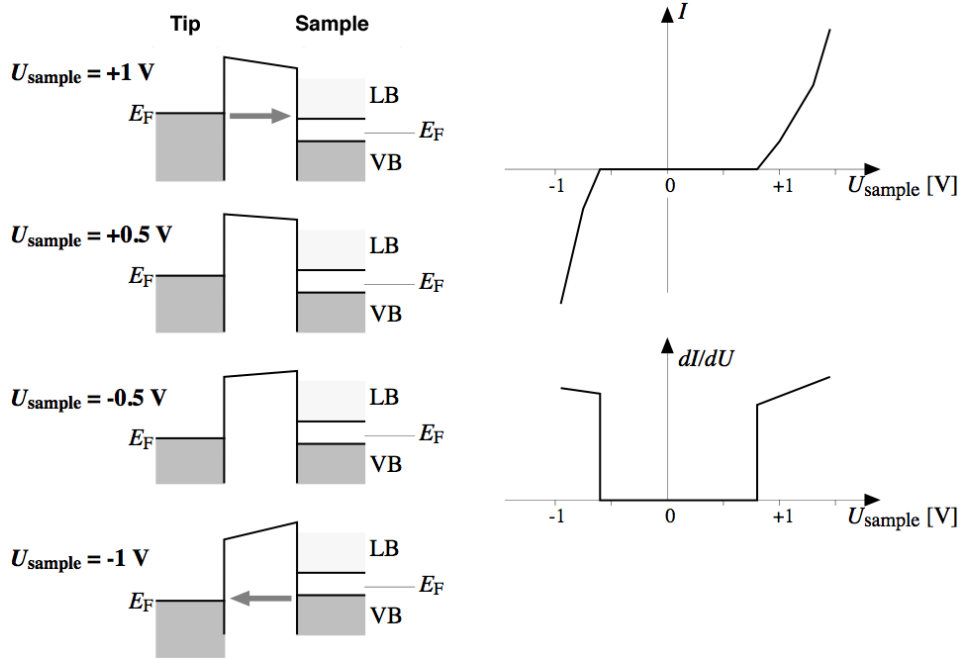 Tip Sample
U_sample = +1 V
E_F
LB
E_F
VB
U_sample = +0.5 V
E_F
LB
E_F
VB
U_sample = -0.5 V
E_F
LB
E_F
VB
U_sample = -1 V
E_F
LB
E_F
VB
I
-1 0 +1 U_sample [V]
dI/dU
-1 0 +1 U_sample [V]